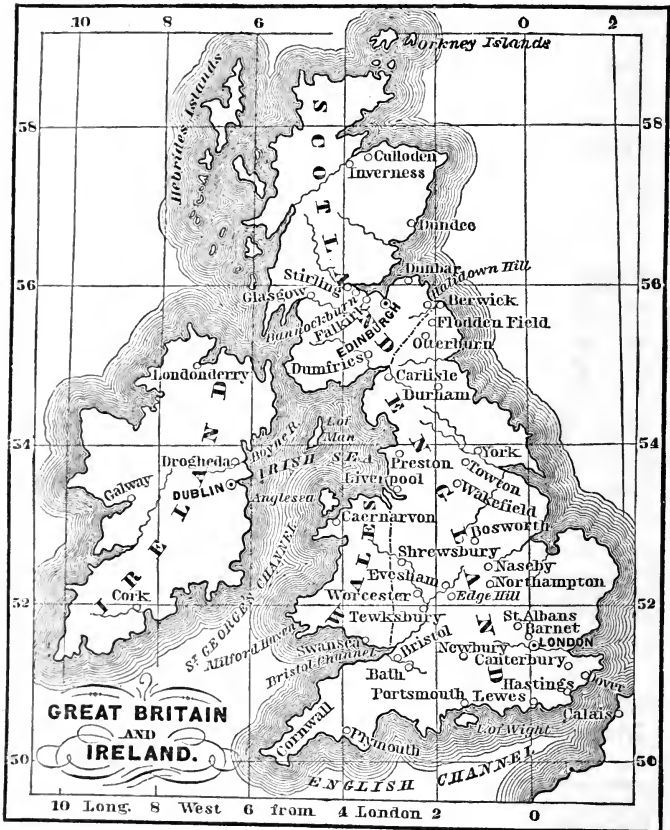 10 8 6 0 2
Workney Islands
Hebrides Islands
58 58
SCOTLAND
Culloden
Inverness
Dundee
56 56
Dunbar
Halidown Hill
Stirling
Glasgow
Berwick
Bannockburn
Falkirk
EDINBURGH
Flodden Field
Otterburn
Dumfries
Londonderry
Carlisle
Durham
IRELAND
ENGLAND
I. of
Man
54 54
Boyne R.
Drogheda
IRISH SEA
York
Preston
Towton
Galway
DUBLIN
Liverpool
Wakefield
Anglesea
Caernarvon
Bosworth
WALES
Shrewsbury
Naseby
Evesham
Northampton
Worcester
Edge Hill
52 52
Cork
Tewksbury
St. Albans
Barnet
ST GEORGE'S CHANNEL
Milford Haven
Swansea
Bristol
Newbury
LONDON
Bristol Channel
Canterbury
Bath
Hastings
Dover
Portsmouth
Lewes
Calais
GREAT BRITAIN
AND
IRELAND.
Cornwall
Plymouth
I. of Wight
50 50
ENGLISH CHANNEL
10 Long. 8 West 6 from 4 London 2 0